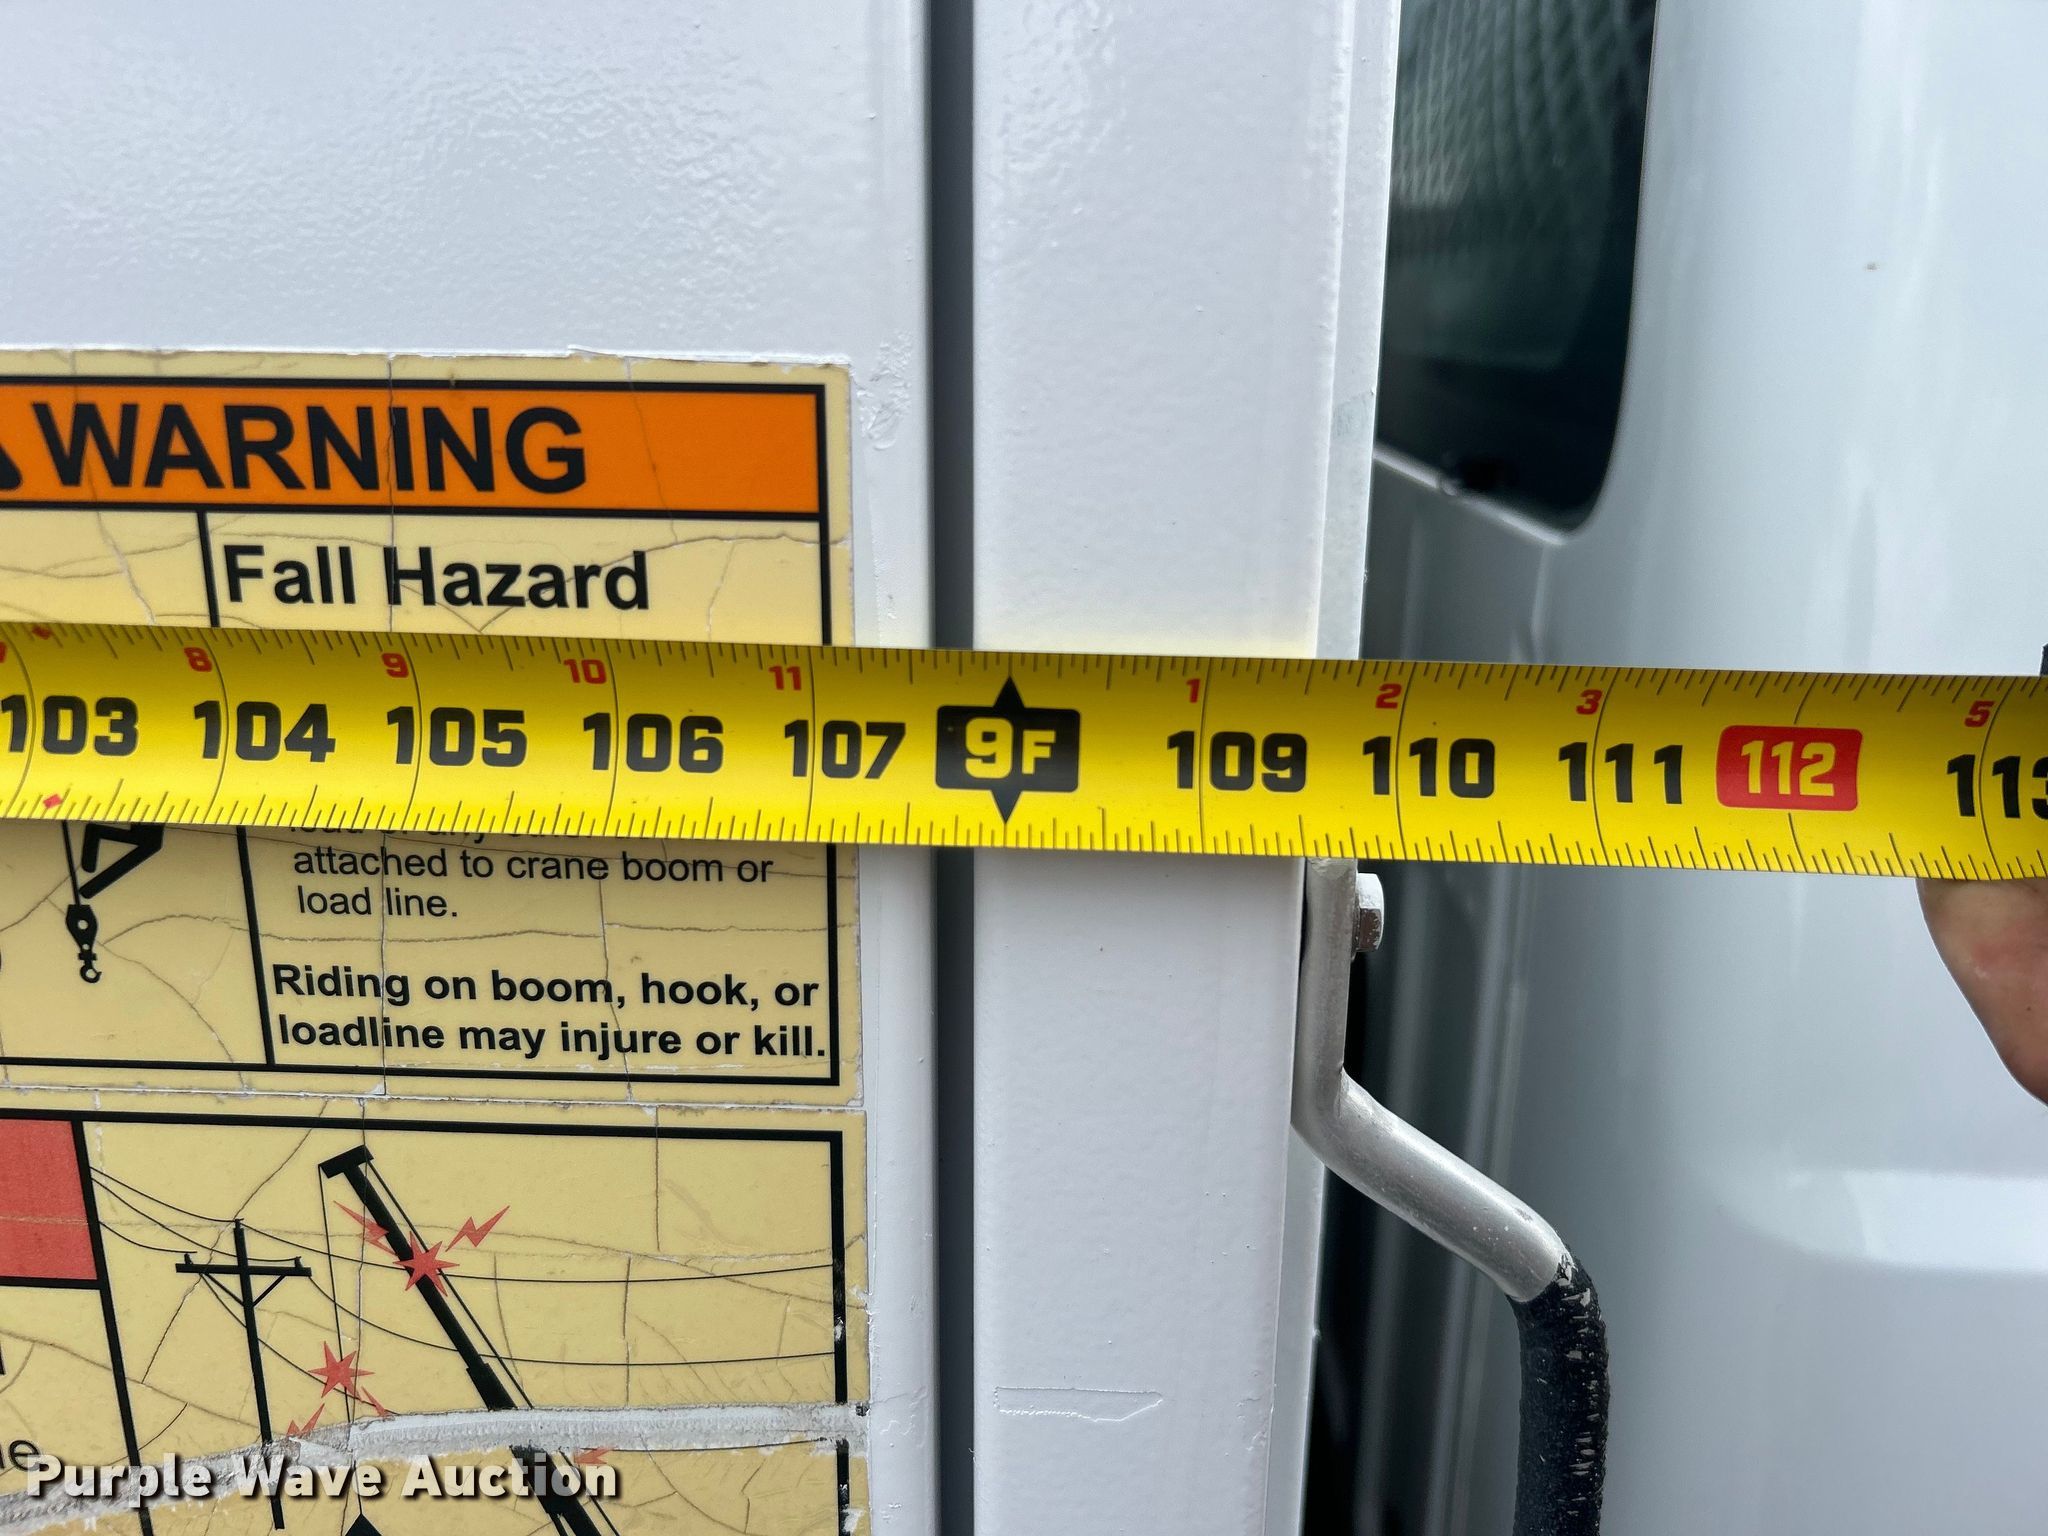 WARNING
Fall Hazard
8 9 10 11 1 2 3 5
103 104 105 106 107 9F 109 110 111 112 113
attached to crane boom or
load line.
Riding on boom, hook, or
loadline may injure or kill.
Purple Wave Auction